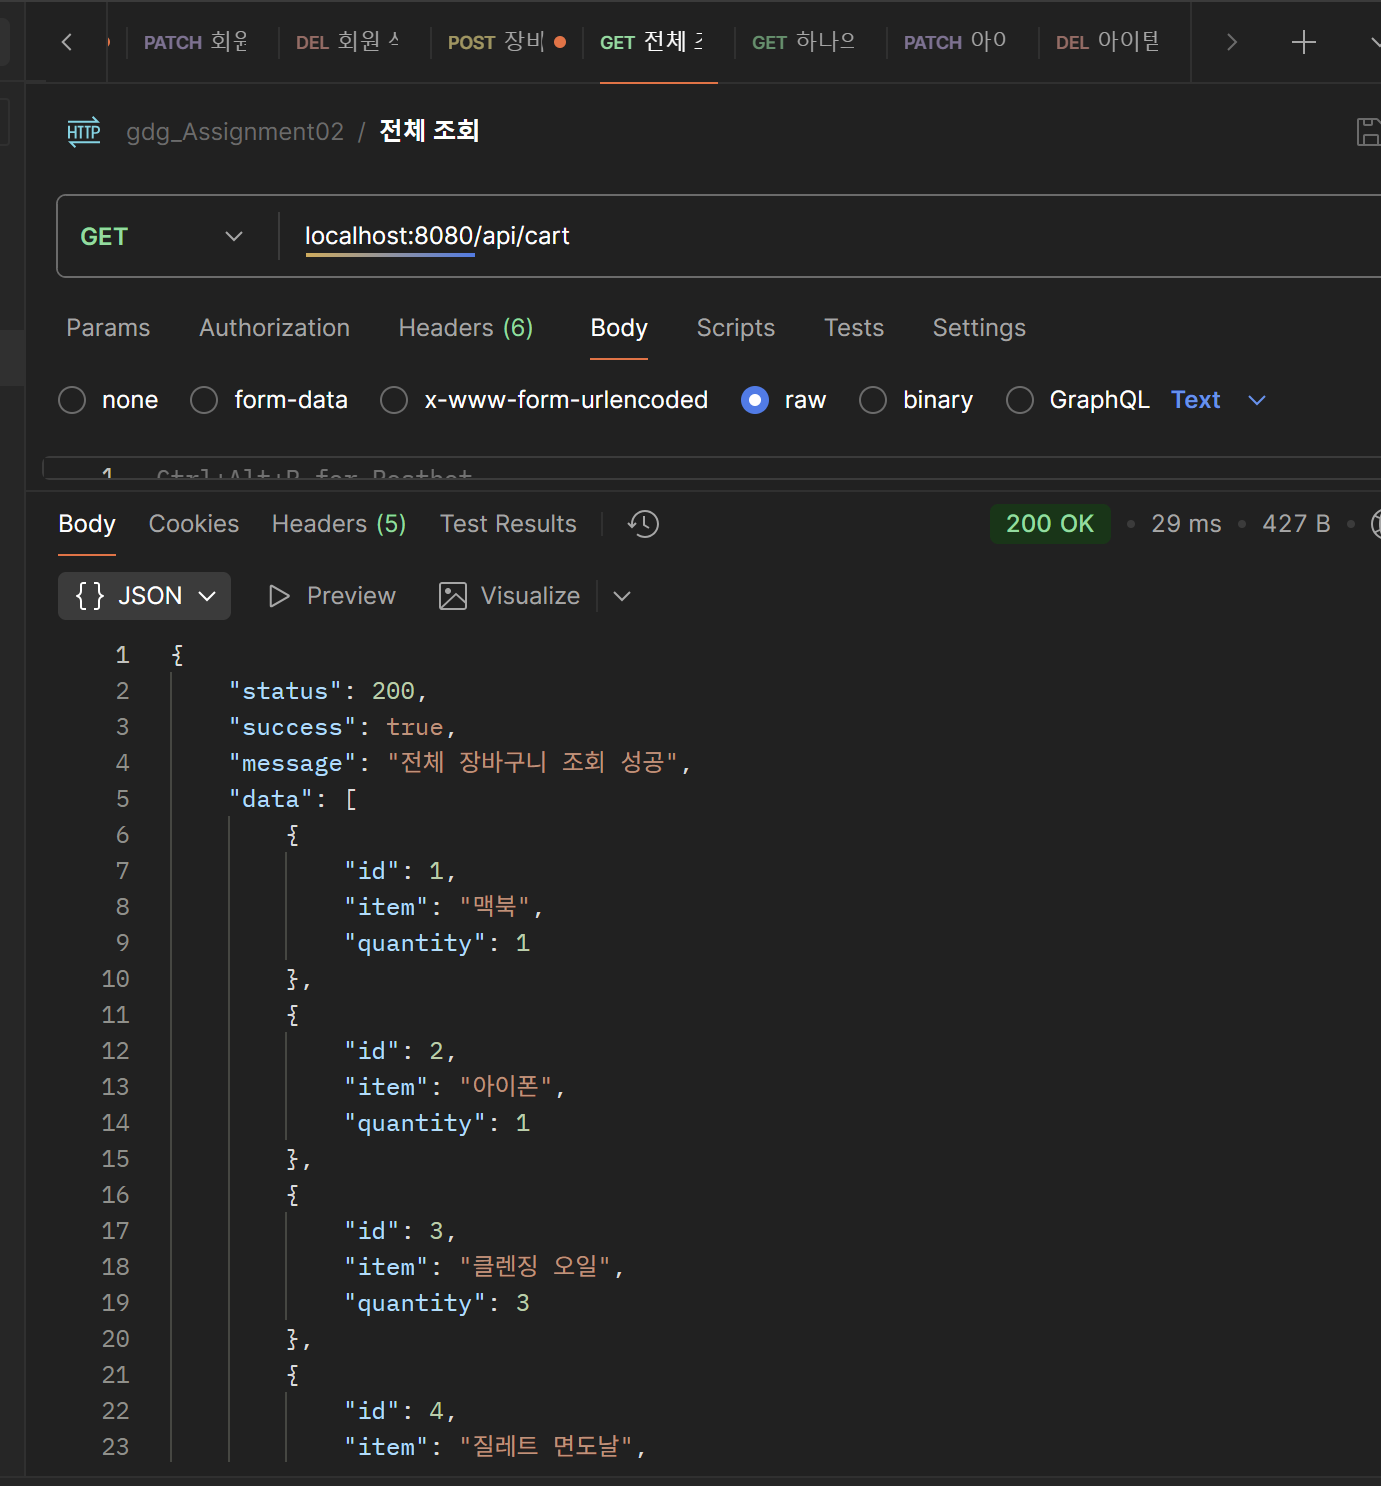 PATCH 회원
DEL 회원
POST 장바
GET 전체
GET 하나
PATCH 아이
DEL 아이템
HTTP gdg_Assignment02 / 전체 조회
GET localhost:8080/api/cart
Params Authorization Headers (6) Body Scripts Tests Settings
none form-data x-www-form-urlencoded raw binary GraphQL Text
1
Body Cookies Headers (5) Test Results 200 OK • 29 ms • 427 B •
{ } JSON Preview Visualize
1 {
2 "status": 200,
3 "success": true,
4 "message": "전체 장바구니 조회 성공",
5 "data": [
6 {
7 "id": 1,
8 "item": "맥북",
9 "quantity": 1
10 },
11 {
12 "id": 2,
13 "item": "아이폰",
14 "quantity": 1
15 },
16 {
17 "id": 3,
18 "item": "클렌징 오일",
19 "quantity": 3
20 },
21 {
22 "id": 4,
23 "item": "질레트 면도날",